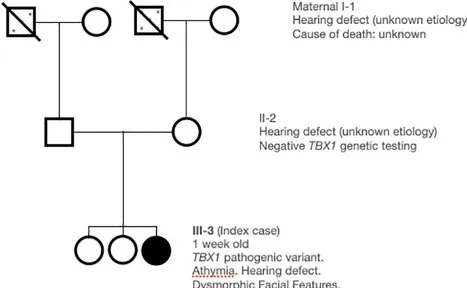 Maternal I-1
Hearing defect (unknown etiology
Cause of death: unknown
II-2
Hearing defect (unknown etiology)
Negative TBX1 genetic testing
III-3 (Index case)
1 week old
TBX1 pathogenic variant.
Athymia. Hearing defect.
Dysmorphic Facial Features.